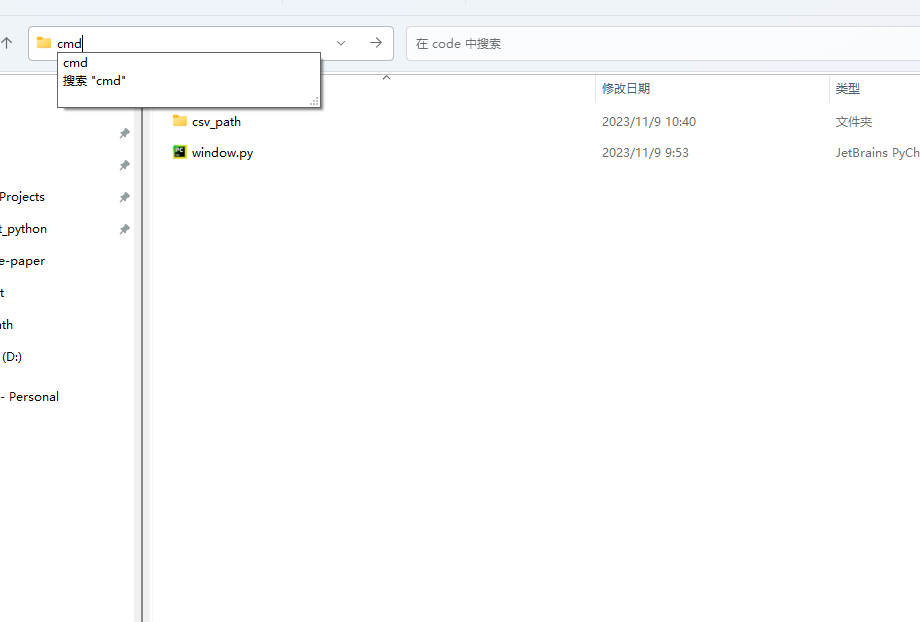 cmd
在 code 中搜索
cmd
搜索 "cmd"
修改日期
类型
csv_path
2023/11/9 10:40
文件夹
window.py
2023/11/9 9:53
JetBrains PyCh
Projects
t_python
e-paper
t
ath
(D:)
- Personal